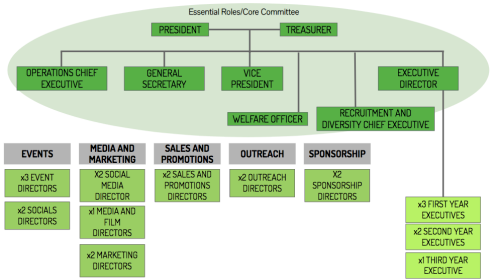 Essential Roles/Core Committee
PRESIDENT
TREASURER
OPERATIONS CHIEF
EXECUTIVE
GENERAL
SECRETARY
VICE
PRESIDENT
EXECUTIVE
DIRECTOR
WELFARE OFFICER
RECRUITMENT AND
DIVERSITY CHIEF EXECUTIVE
EVENTS
x3 EVENT
DIRECTORS
x2 SOCIALS
DIRECTORS
MEDIA AND
MARKETING
X2 SOCIAL
MEDIA
DIRECTOR
x1 MEDIA AND
FILM
DIRECTORS
x2 MARKETING
DIRECTORS
SALES AND
PROMOTIONS
x2 SALES AND
PROMOTIONS
DIRECTORS
OUTREACH
x2 OUTREACH
DIRECTORS
SPONSORSHIP
X2
SPONSORSHIP
DIRECTORS
x3 FIRST YEAR
EXECUTIVES
x2 SECOND YEAR
EXECUTIVES
x1 THIRD YEAR
EXECUTIVE